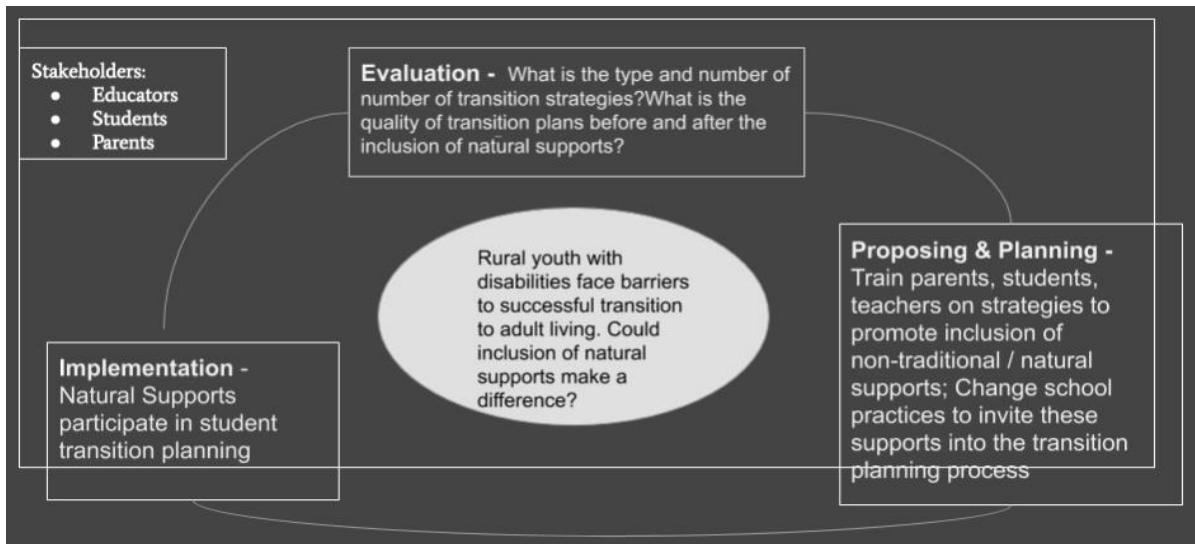 Stakeholders:
● Educators
● Students
● Parents
Evaluation - What is the type and number of
number of transition strategies?What is the
quality of transition plans before and after the
inclusion of natural supports?
Rural youth with
disabilities face barriers
to successful transition
to adult living. Could
inclusion of natural
supports make a
difference?
Proposing & Planning -
Train parents, students,
teachers on strategies to
promote inclusion of
non-traditional / natural
supports; Change school
practices to invite these
supports into the transition
planning process
Implementation -
Natural Supports
participate in student
transition planning